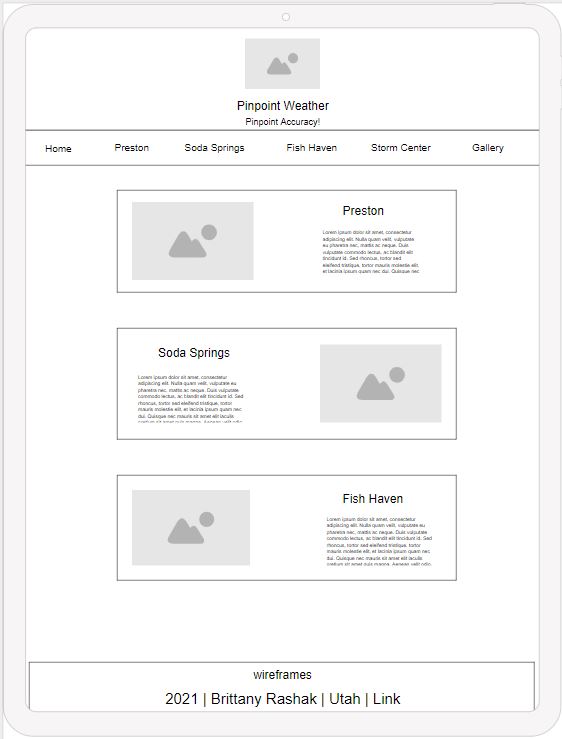 Pinpoint Weather
Pinpoint Accuracy!
Home Preston Soda Springs Fish Haven Storm Center Gallery
Preston
Lorem ipsum dolor sit amet, consectetur
adipiscing elit. Nulla quam velit, vulputate
eu pharetra nec, mattis ac neque. Duis
vulputate commodo lectus, ac blandit elit
tincidunt id. Sed rhoncus, tortor sed
eleifend tristique, tortor mauris molestie elit,
et lacinia ipsum quam nec dui. Quisque nec
Soda Springs
Lorem ipsum dolor sit amet, consectetur
adipiscing elit. Nulla quam velit, vulputate eu
pharetra nec, mattis ac neque. Duis vulputate
commodo lectus, ac blandit elit tincidunt id. Sed
rhoncus, tortor sed eleifend tristique, tortor
mauris molestie elit, et lacinia ipsum quam nec
dui. Quisque nec mauris sit amet elit iaculis
pretium sit amet quis magna. Aenean velit odio,
Fish Haven
Lorem ipsum dolor sit amet, consectetur
adipiscing elit. Nulla quam velit, vulputate eu
pharetra nec, mattis ac neque. Duis vulputate
commodo lectus, ac blandit elit tincidunt id. Sed
rhoncus, tortor sed eleifend tristique, tortor
mauris molestie elit, et lacinia ipsum quam nec
dui. Quisque nec mauris sit amet elit iaculis
pretium sit amet quis magna. Aenean velit odio,
wireframes
2021 | Brittany Rashak | Utah | Link